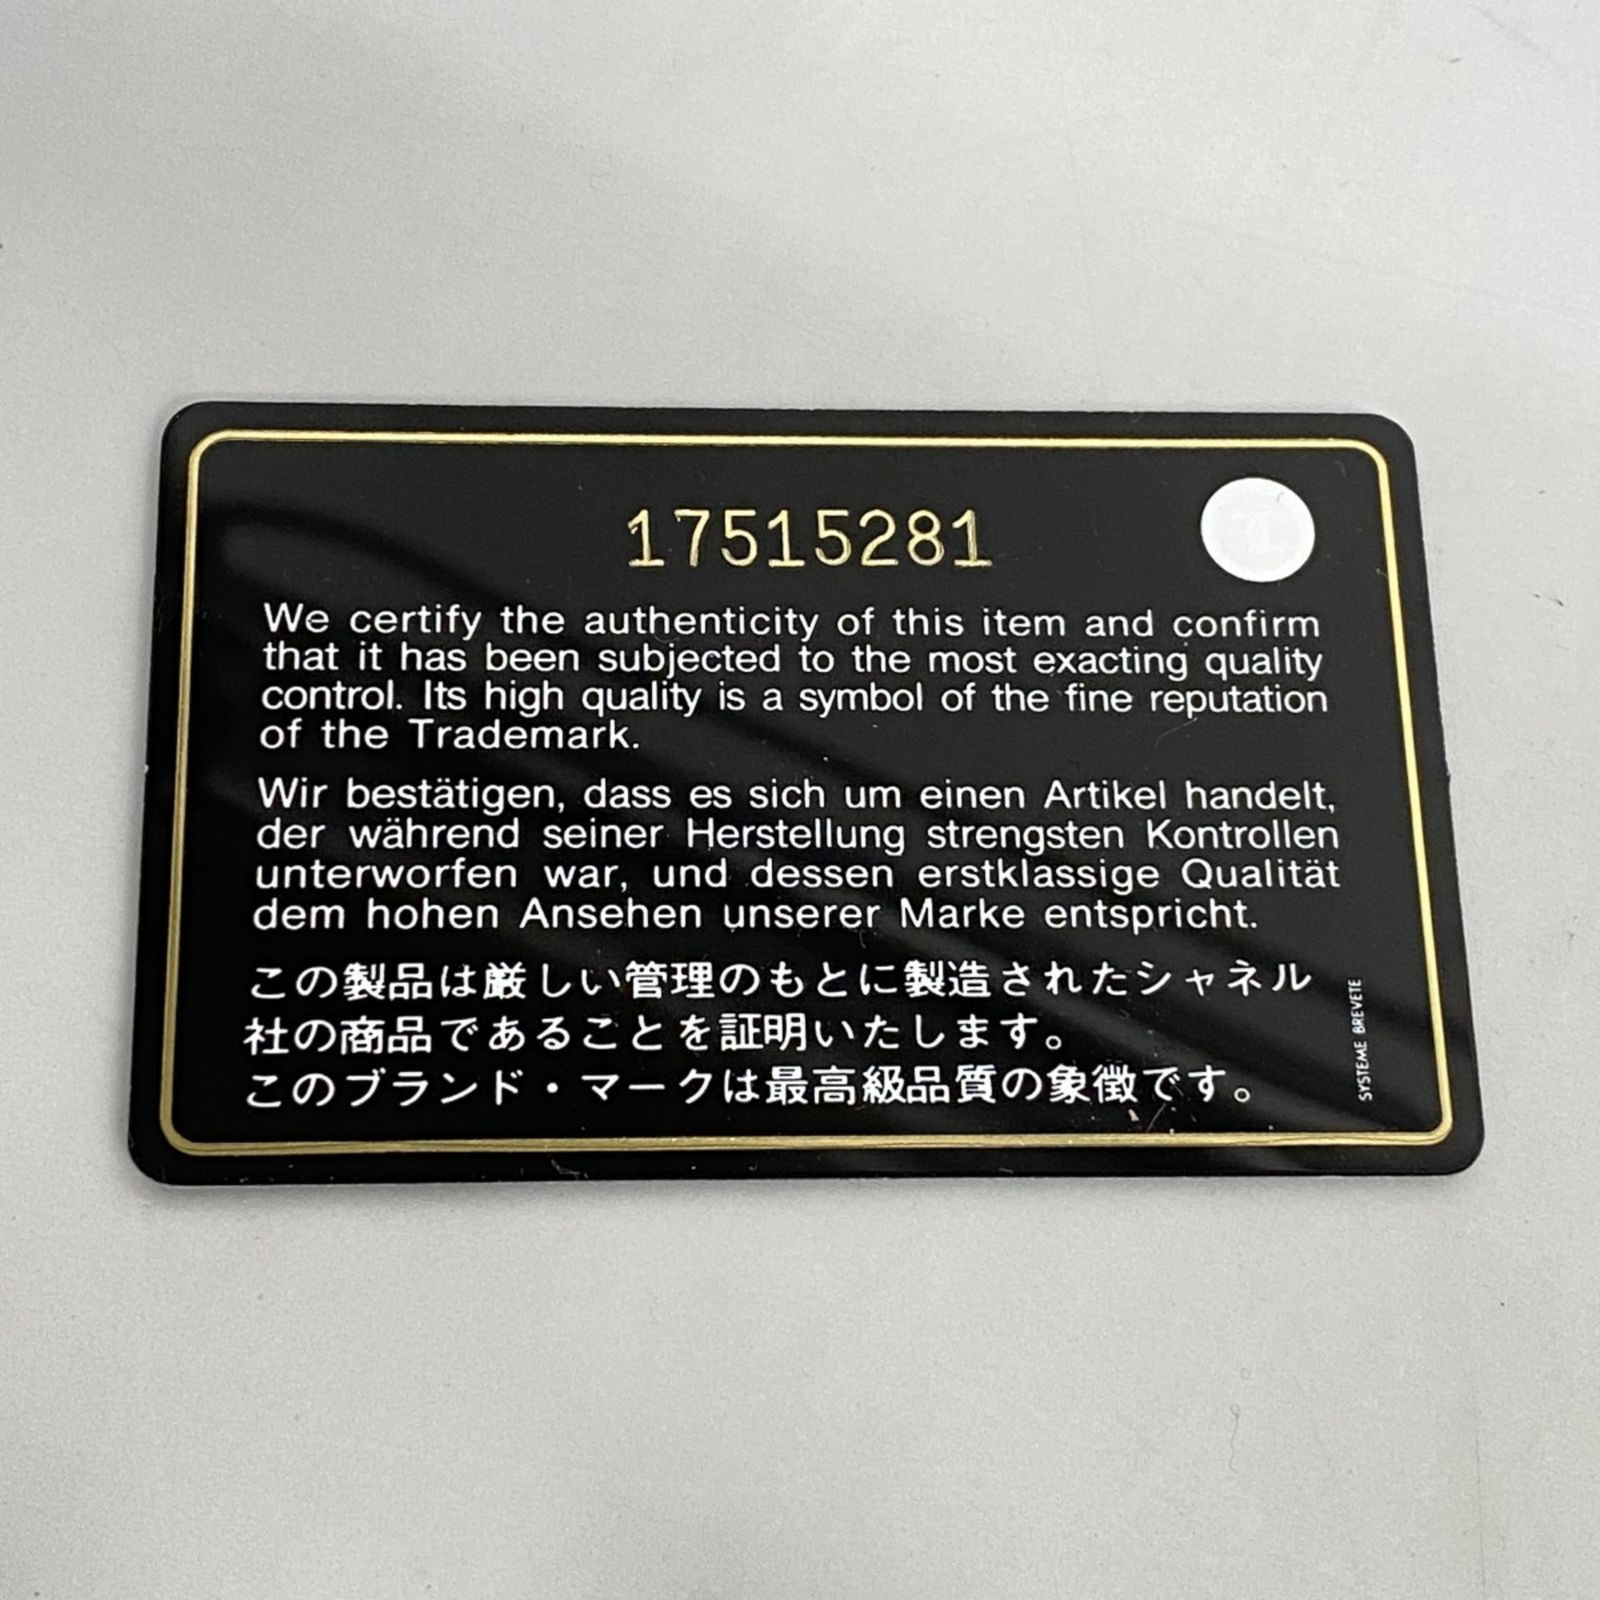 17515281
We certify the authenticity of this item and confirm
that it has been subjected to the most exacting quality
control. Its high quality is a symbol of the fine reputation
of the Trademark.
Wir bestätigen, dass es sich um einen Artikel handelt,
der während seiner Herstellung strengsten Kontrollen
unterworfen war, und dessen erstklassige Qualität
dem hohen Ansehen unserer Marke entspricht.
この製品は厳しい管理のもとに製造されたシャネル
社の商品であることを証明いたします。
このブランド・マークは最高級品質の象徴です。
SYSTEME BREVETE